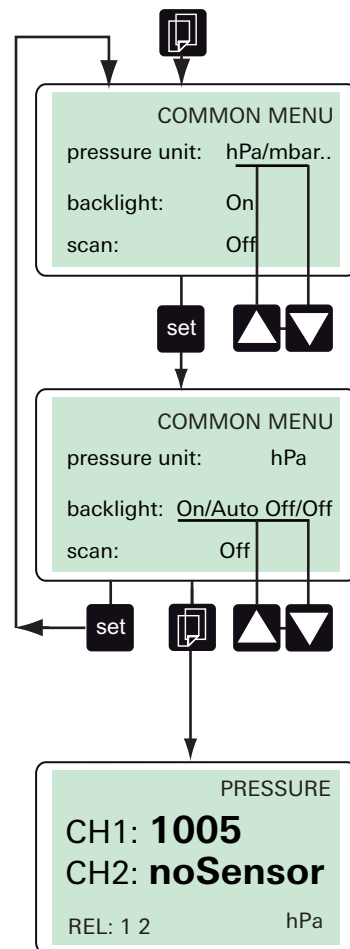 COMMON MENU
pressure unit: hPa/mbar..
backlight: On
scan: Off
set
COMMON MENU
pressure unit: hPa
backlight: On/Auto Off/Off
scan: Off
set
PRESSURE
CH1: 1005
CH2: noSensor
REL: 1 2 hPa